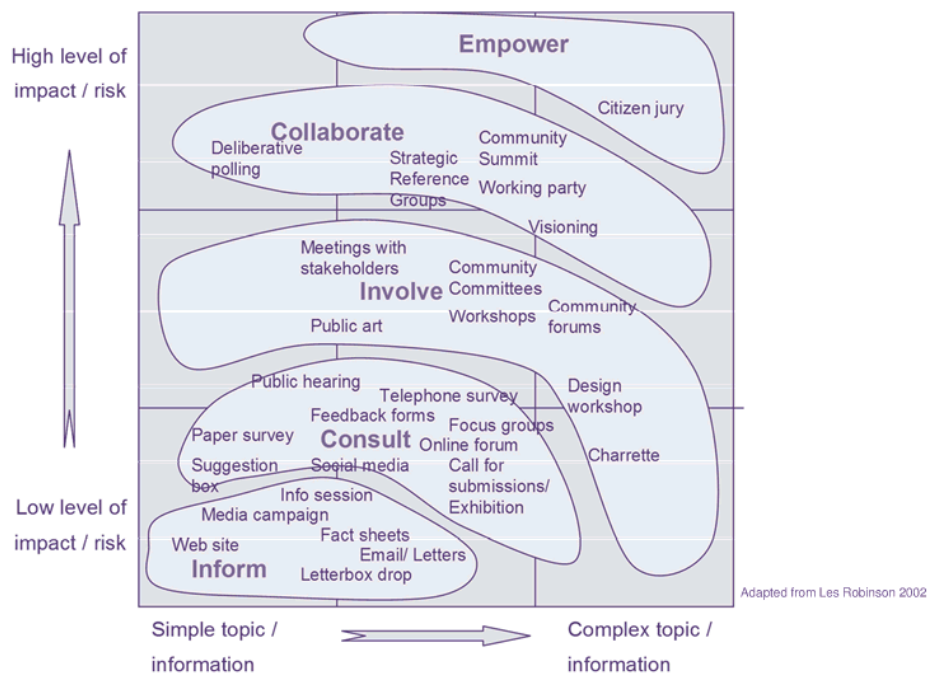 High level of
impact / risk
Empower
Citizen jury
Collaborate
Deliberative
polling
Strategic
Reference
Groups
Community
Summit
Working party
Visioning
Meetings with
stakeholders
Community
Committees
Involve
Workshops
Community
forums
Public art
Public hearing
Telephone survey
Design
workshop
Feedback forms
Focus groups
Paper survey
Consult
Online forum
Charrette
Suggestion
box
Social media
Call for
submissions/
Exhibition
Low level of
impact / risk
Info session
Media campaign
Fact sheets
Web site
Email/ Letters
Inform
Letterbox drop
Adapted from Les Robinson 2002
Simple topic /
information
Complex topic /
information